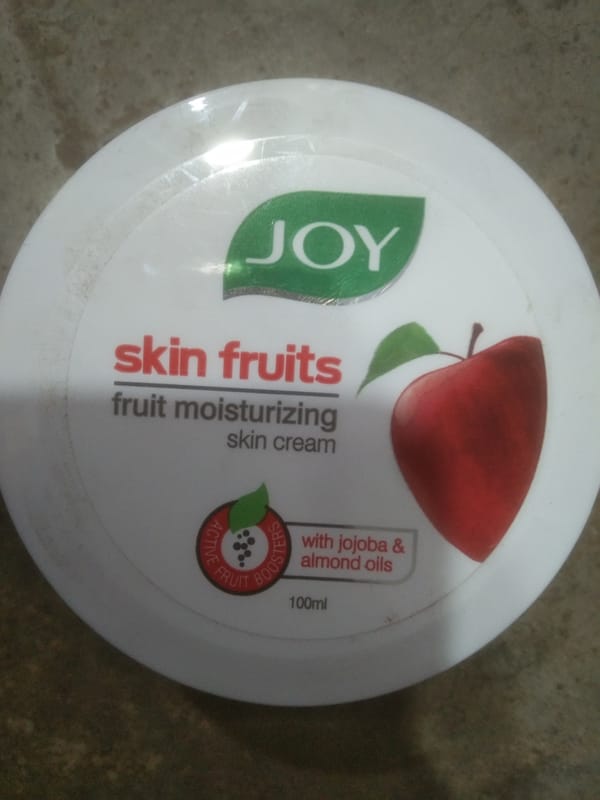 JOY
skin fruits
fruit moisturizing
skin cream
ACTIVE FRUIT BOOSTERS
with jojoba &
almond oils
100ml